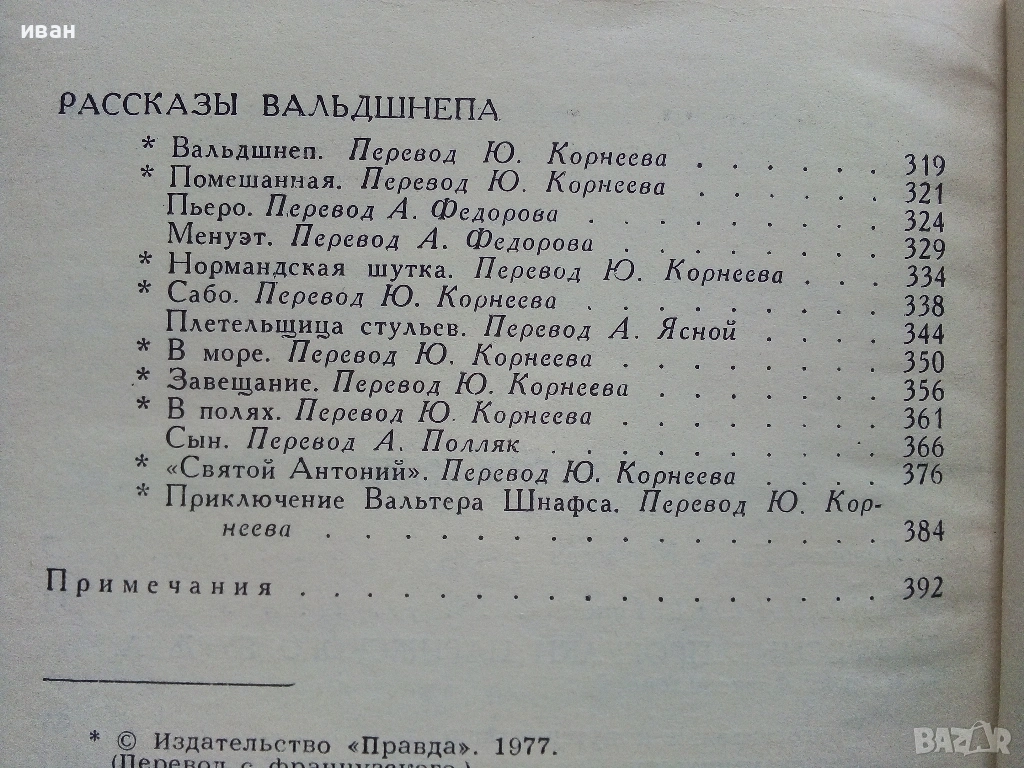 иван
РАССКАЗЫ ВАЛЬДШНЕПА
* Вальдшнеп. Перевод Ю. Корнеева . . . . . . 319
* Помешанная. Перевод Ю. Корнеева . . . . . . 321
Пьеро. Перевод А. Федорова . . . . . . . . 324
Менуэт. Перевод А. Федорова . . . . . . . 329
* Нормандская шутка. Перевод Ю. Корнеева . . . 334
* Сабо. Перевод Ю. Корнеева . . . . . . . . 338
Плетельщица стульев. Перевод А. Ясной . . . . 344
* В море. Перевод Ю. Корнеева . . . . . . . 350
* Завещание. Перевод Ю. Корнеева . . . . . . 356
* В полях. Перевод Ю. Корнеева . . . . . . . 361
Сын. Перевод А. Полляк . . . . . . . . . 366
* «Святой Антоний». Перевод Ю. Корнеева . . . . 376
* Приключение Вальтера Шнафса. Перевод Ю. Кор-
неева . . . . . . . . . . . . . . . 384
Примечания . . . . . . . . . . . . . . . . 392
* © Издательство «Правда». 1977.
(Перевод с французского.)
BAZAR